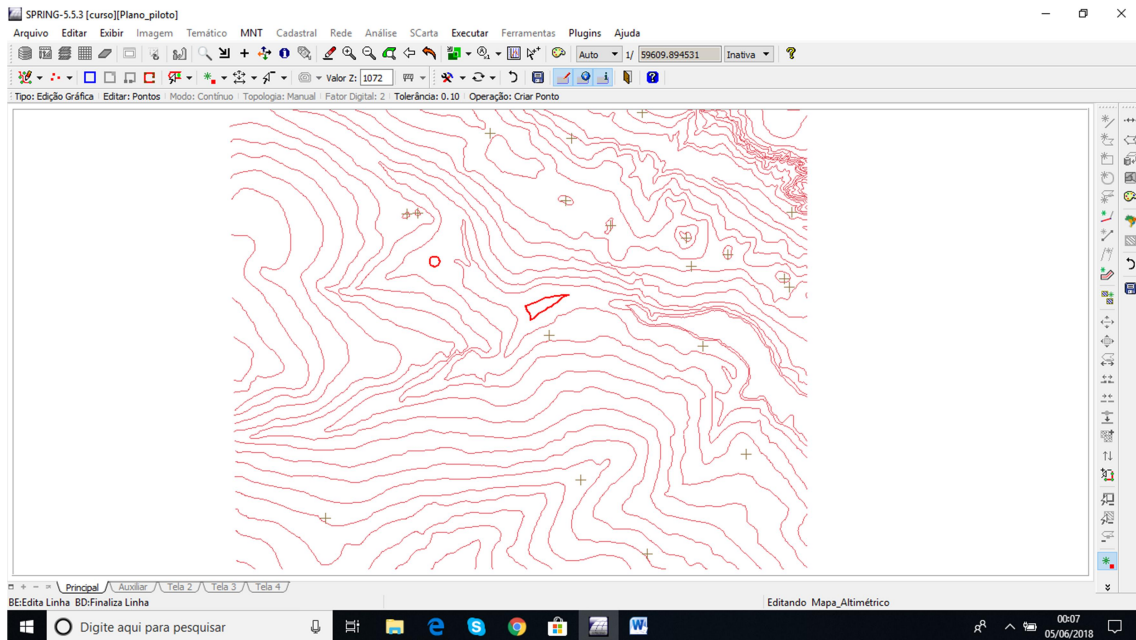 SPRING-5.5.3 [curso][Plano_piloto]
Arquivo Editar Exibir Imagem Temático MNT Cadastral Rede Análise SCarta Executar Ferramentas Plugins Ajuda
Auto 1/ 59609.894531 Inativa
Valor Z: 1072
Tipo: Edição Gráfica Editar: Pontos Modo: Contínuo Topologia: Manual Fator Digital: 2 Tolerância: 0.10 Operação: Criar Ponto
Principal Auxiliar Tela 2 Tela 3 Tela 4
BE:Edita Linha BD:Finaliza Linha Editando Mapa_Altimétrico
Digite aqui para pesquisar
00:07
05/06/2018